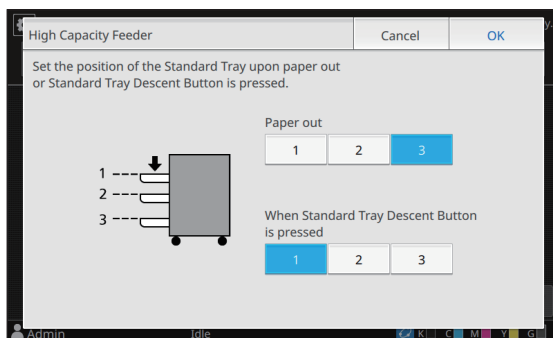 High Capacity Feeder
Cancel
OK
Set the position of the Standard Tray upon paper out
or Standard Tray Descent Button is pressed.
Paper out
1 2 3
1
2
3
When Standard Tray Descent Button
is pressed
1 2 3
Admin Idle K C M Y G